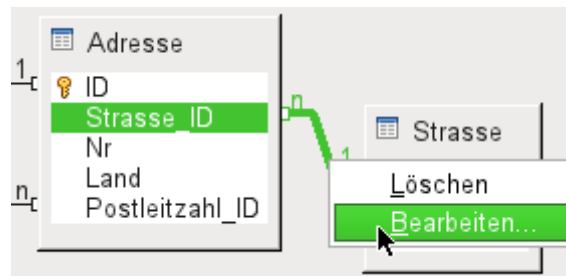 Adresse
1
ID
Strasse_ID
n
Nr
Land
n
Postleitzahl_ID
Strasse
1
Löschen
Bearbeiten...